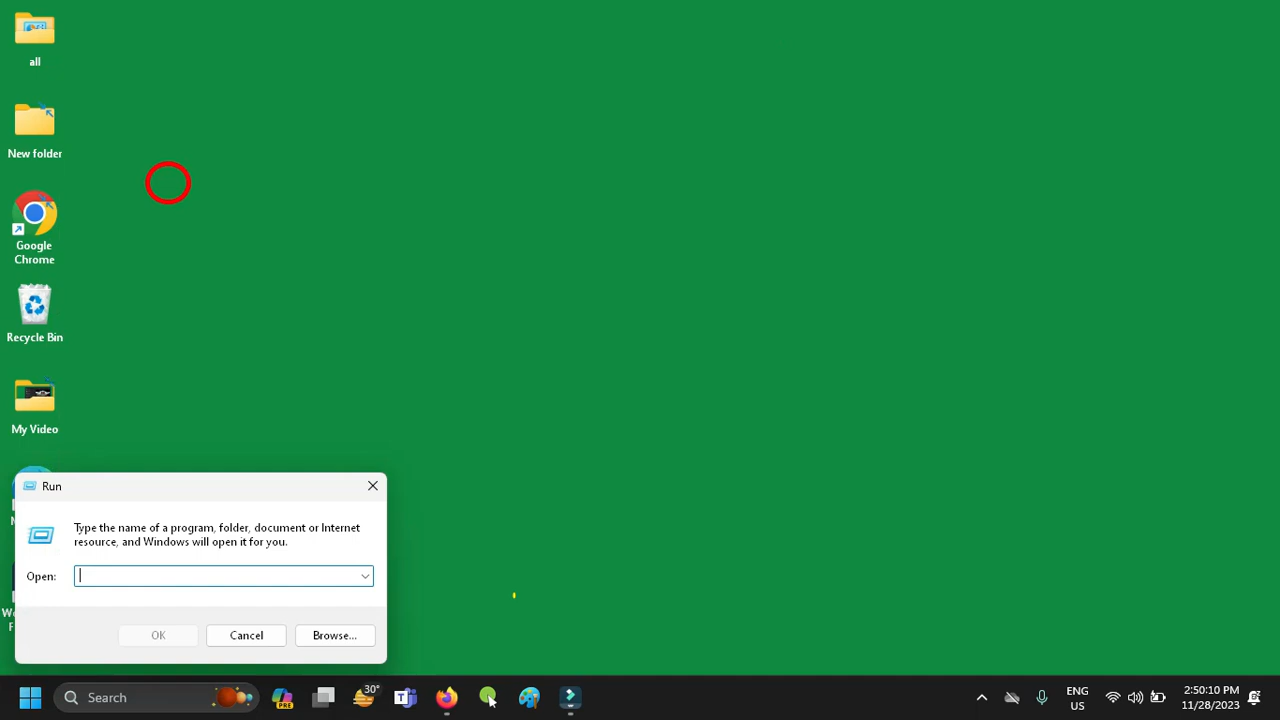 all
New folder
Google
Chrome
Recycle Bin
My Video
Run
Type the name of a program, folder, document or Internet
resource, and Windows will open it for you.
Open:
OK
Cancel
Browse...
Search
PRE
30°
T
ENG
US
2:50:10 PM
11/28/2023